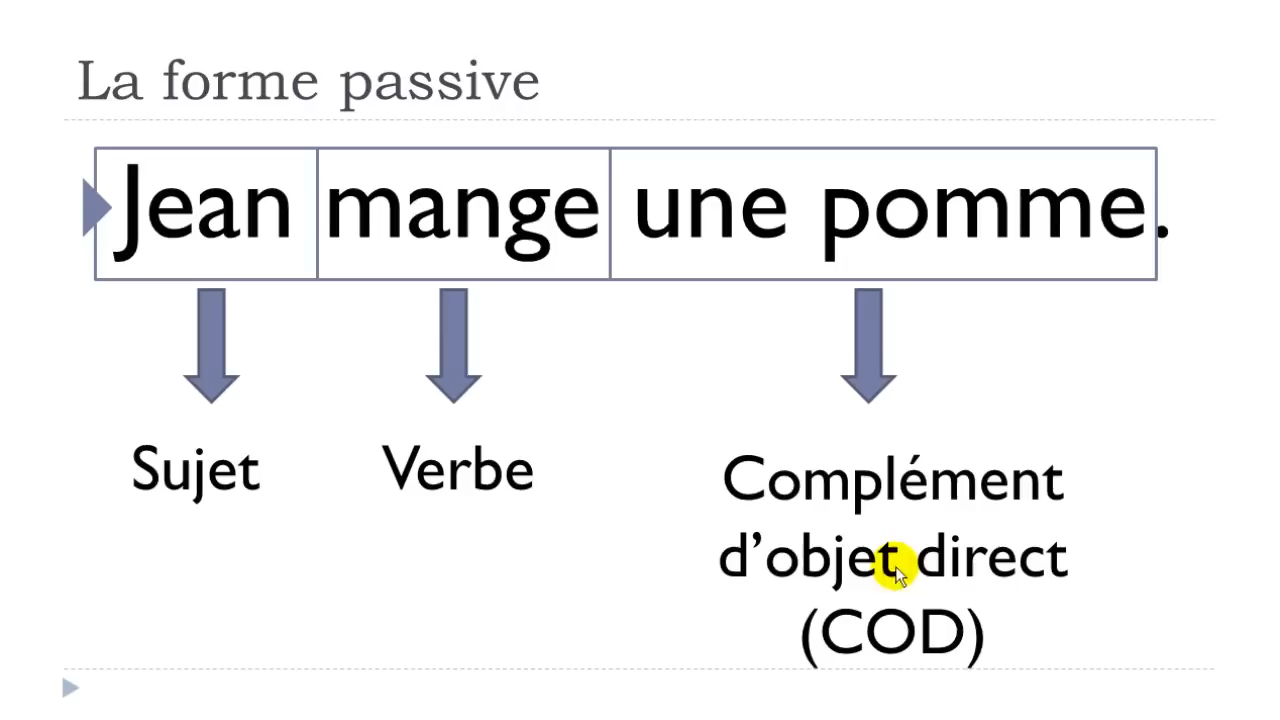 La forme passive
Jean mange une pomme.
Sujet
Verbe
Complément
d’objet direct
(COD)